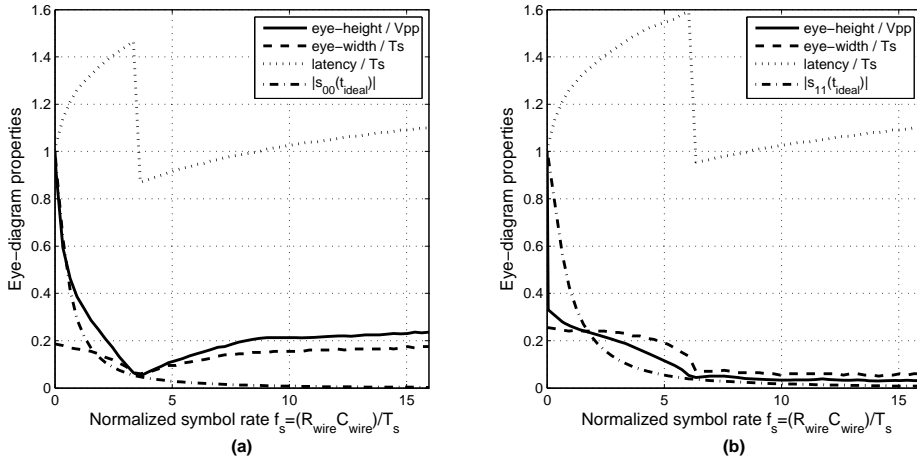 1.6
1.4
1.2
1
0.8
0.6
0.4
0.2
0
Eye−diagram properties
eye−height / Vpp
eye−width / Ts
latency / Ts
|s00(tideal)|
0 5 10 15
Normalized symbol rate fs=(RwireCwire)/Ts
(a)
1.6
1.4
1.2
1
0.8
0.6
0.4
0.2
0
Eye−diagram properties
eye−height / Vpp
eye−width / Ts
latency / Ts
|s11(tideal)|
0 5 10 15
Normalized symbol rate fs=(RwireCwire)/Ts
(b)